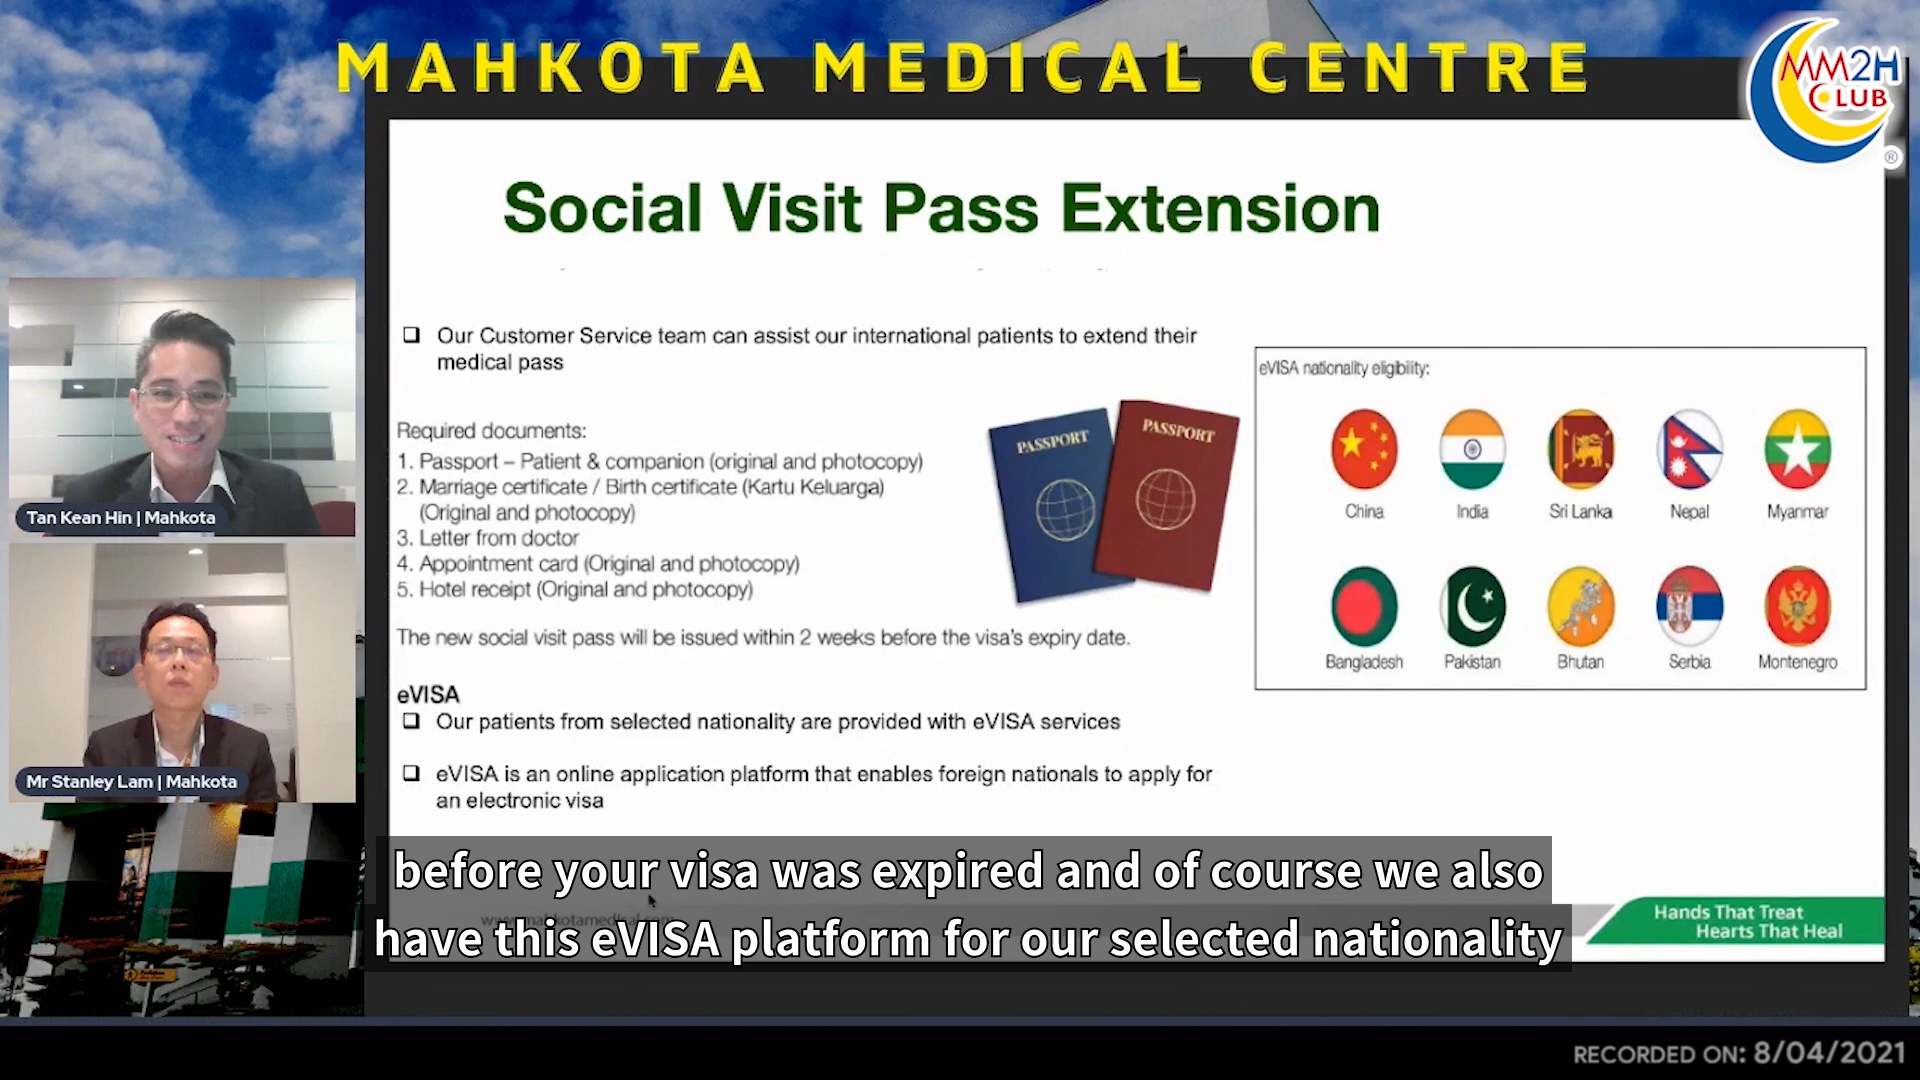 MAHKOTA MEDICAL CENTRE
MM2H
CLUB
®
Social Visit Pass Extension
❑ Our Customer Service team can assist our international patients to extend their
medical pass
Required documents:
1. Passport – Patient & companion (original and photocopy)
2. Marriage certificate / Birth certificate (Kartu Keluarga)
(Original and photocopy)
3. Letter from doctor
4. Appointment card (Original and photocopy)
5. Hotel receipt (Original and photocopy)
The new social visit pass will be issued within 2 weeks before the visa's expiry date.
eVISA
❑ Our patients from selected nationality are provided with eVISA services
❑ eVISA is an online application platform that enables foreign nationals to apply for
an electronic visa
PASSPORT
PASSPORT
eVISA nationality eligibility:
China India Sri Lanka Nepal Myanmar
Bangladesh Pakistan Bhutan Serbia Montenegro
Tan Kean Hin | Mahkota
Mr Stanley Lam | Mahkota
before your visa was expired and of course we also
www.mahkotamedical.com
have this eVISA platform for our selected nationality
Hands That Treat
Hearts That Heal
RECORDED ON: 8/04/2021